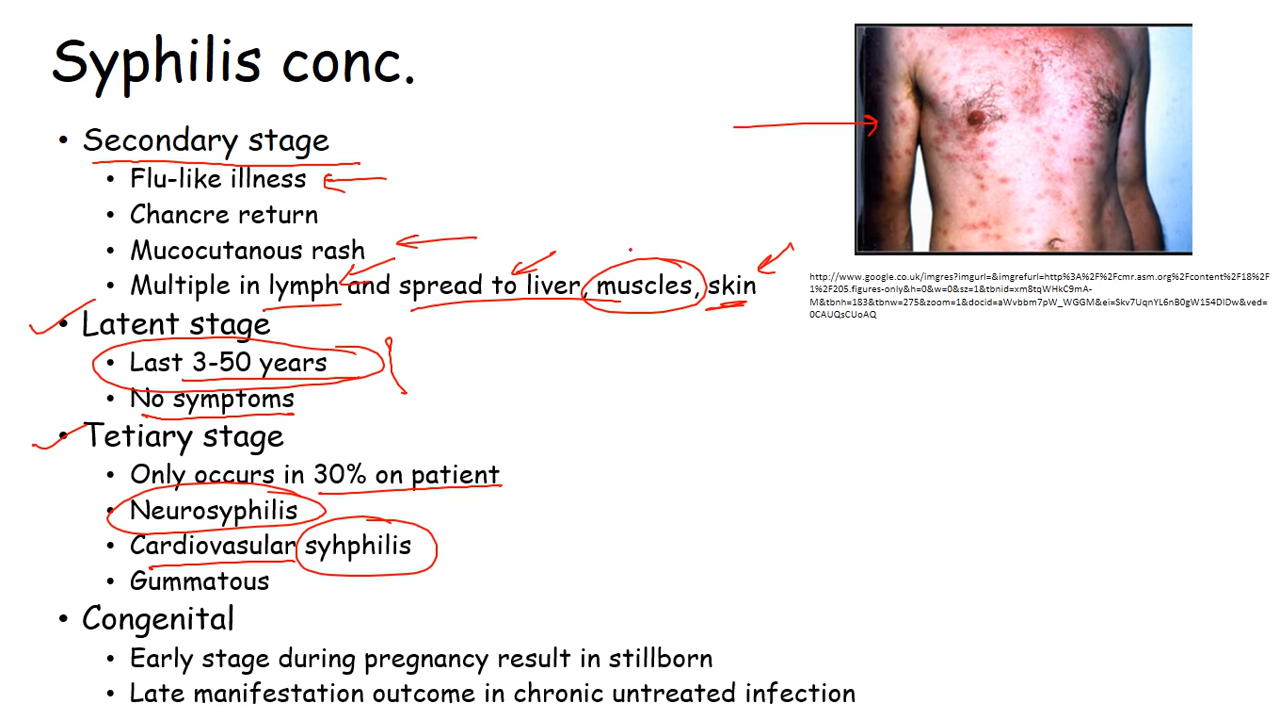 Syphilis conc.
• Secondary stage
• Flu-like illness
• Chancre return
• Mucocutanous rash
• Multiple in lymph and spread to liver, muscles, skin
• Latent stage
• Last 3-50 years
• No symptoms
• Tetiary stage
• Only occurs in 30% on patient
• Neurosyphilis
• Cardiovasular syhphilis
• Gummatous
• Congenital
• Early stage during pregnancy result in stillborn
• Late manifestation outcome in chronic untreated infection
http://www.google.co.uk/imgres?imgurl=&imgrefurl=http%3A%2F%2Fcmr.asm.org%2Fcontent%2F18%2F
1%2F205.figures-only&h=0&w=0&sz=1&tbnid=xm8tqWHkC9mA-
M&tbnh=183&tbnw=275&zoom=1&docid=aWvbbm7pW_WGGM&ei=Skv7UqnYL6nB0gW154DIDw&ved=
0CAUQsCUoAQ